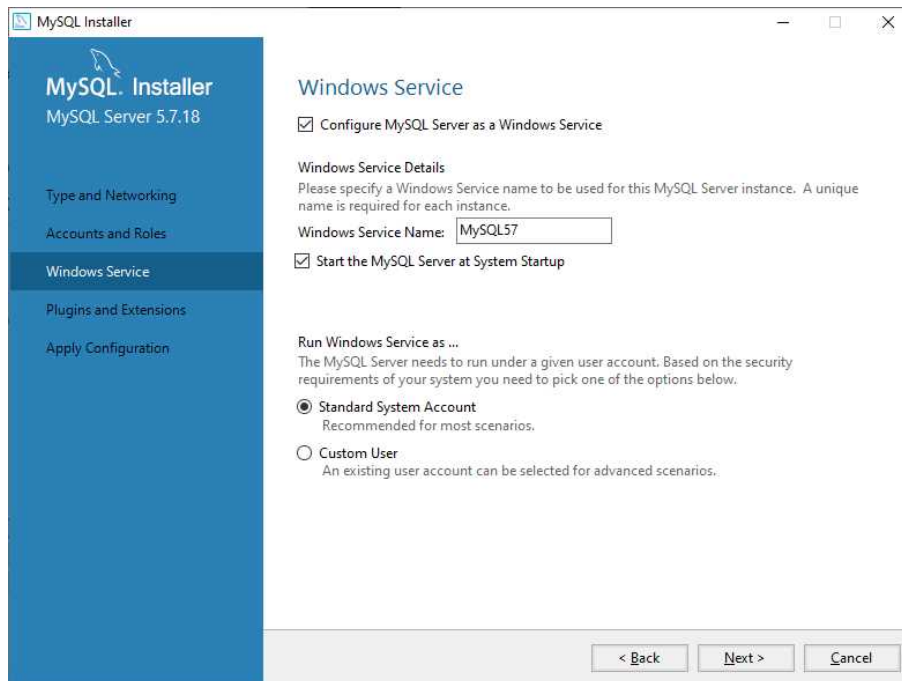 MySQL Installer
MySQL. Installer
MySQL Server 5.7.18
Type and Networking
Accounts and Roles
Windows Service
Plugins and Extensions
Apply Configuration
Windows Service
Configure MySQL Server as a Windows Service
Windows Service Details
Please specify a Windows Service name to be used for this MySQL Server instance. A unique
name is required for each instance.
Windows Service Name: MySQL57
Start the MySQL Server at System Startup
Run Windows Service as ...
The MySQL Server needs to run under a given user account. Based on the security
requirements of your system you need to pick one of the options below.
Standard System Account
Recommended for most scenarios.
Custom User
An existing user account can be selected for advanced scenarios.
< Back Next > Cancel